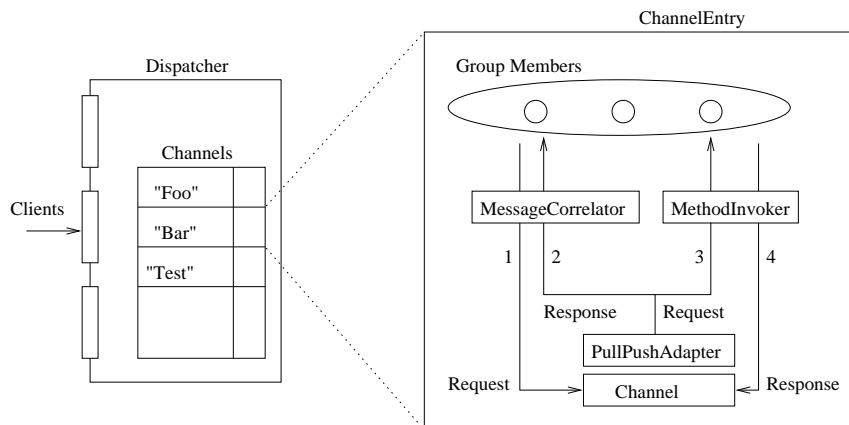 ChannelEntry
Dispatcher
Group Members
Channels
"Foo"
Clients
"Bar"
"Test"
MessageCorrelator
MethodInvoker
1
2
3
4
Response
Request
PullPushAdapter
Request
Channel
Response